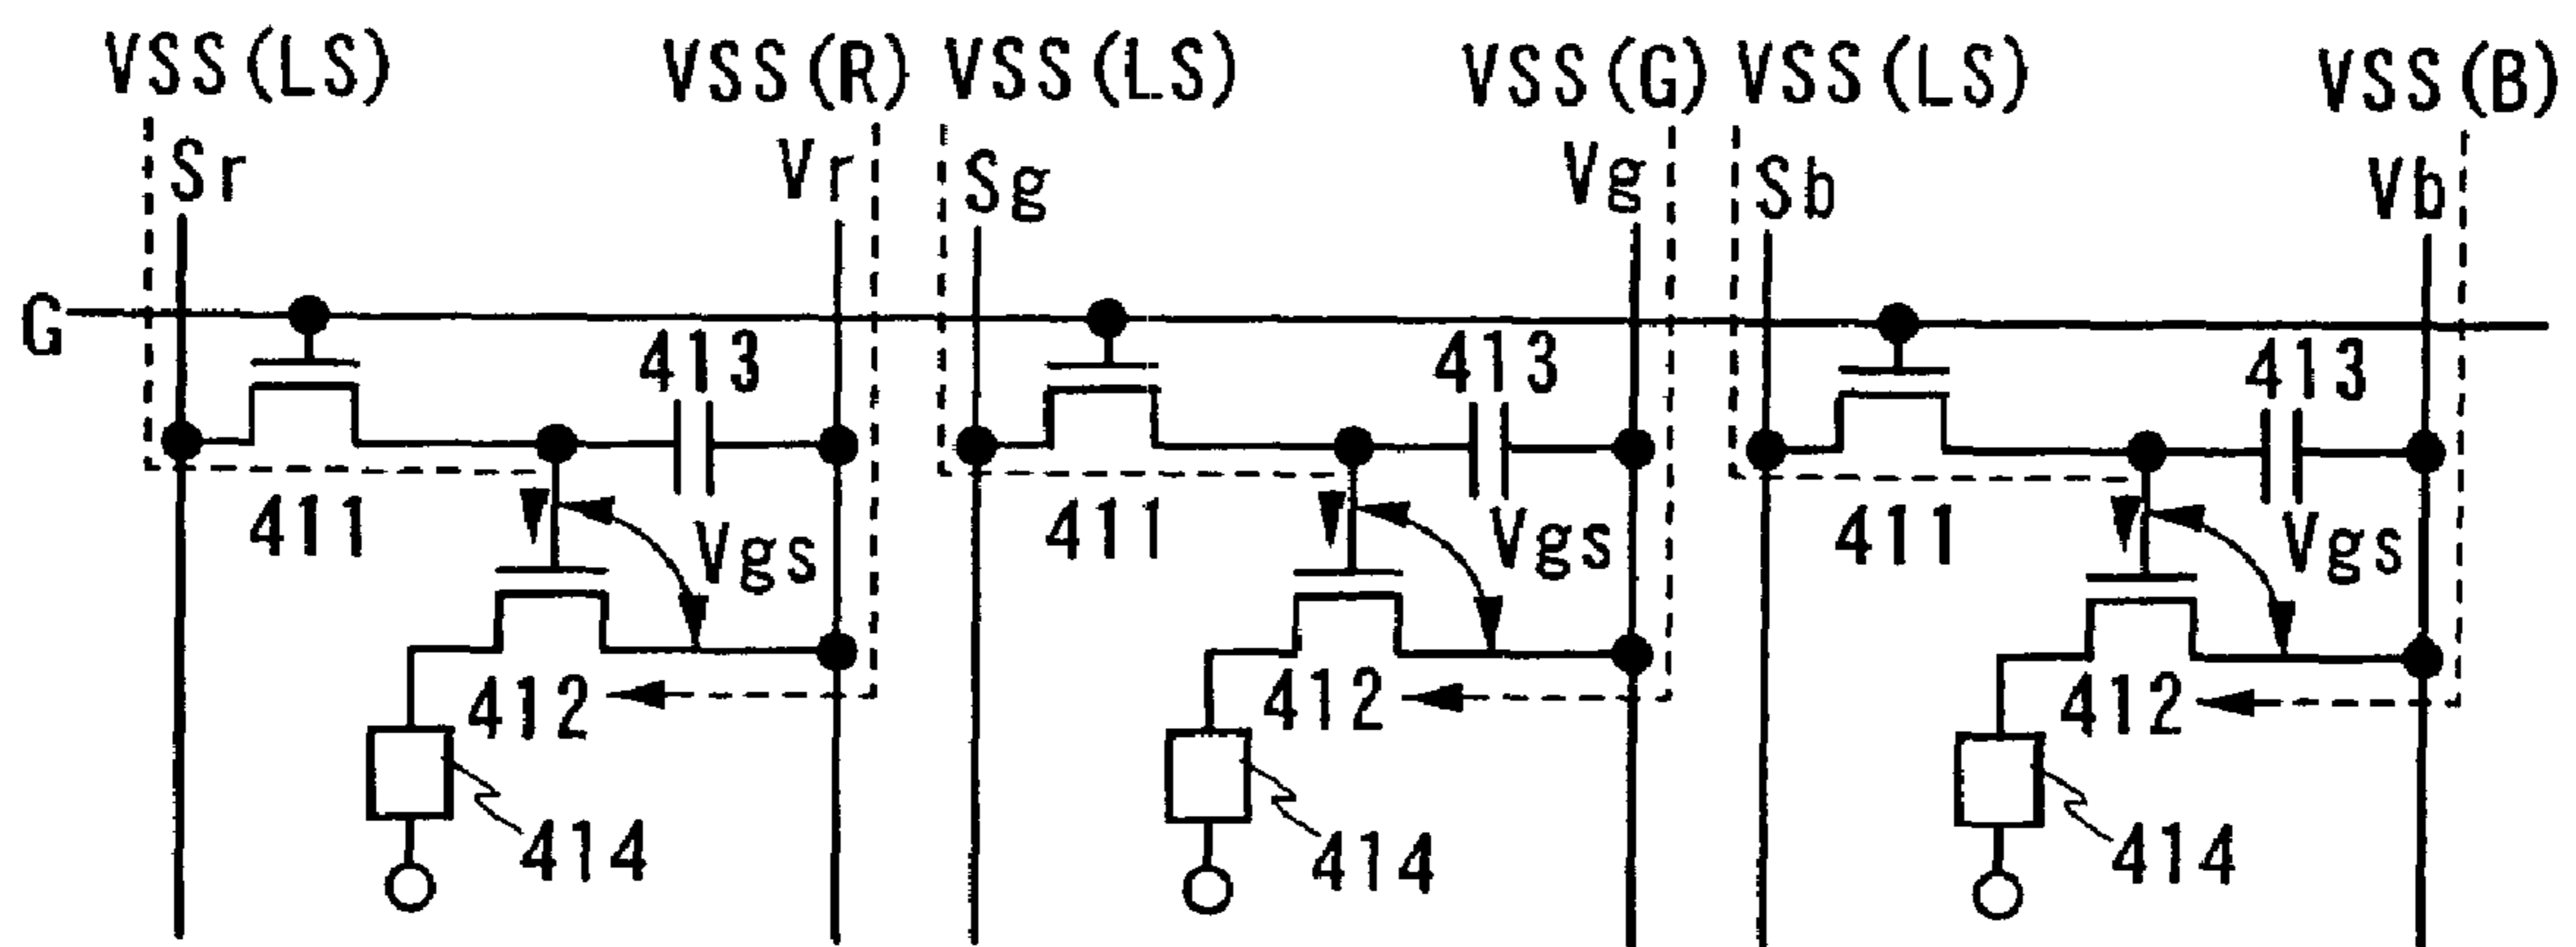 VSS(LS) VSS(R) VSS(LS) VSS(G) VSS(LS) VSS(B)
Sr Vr Sg Vg Sb Vb
G
413 413 413
411 Vgs 411 Vgs 411 Vgs
412 412 412
414 414 414